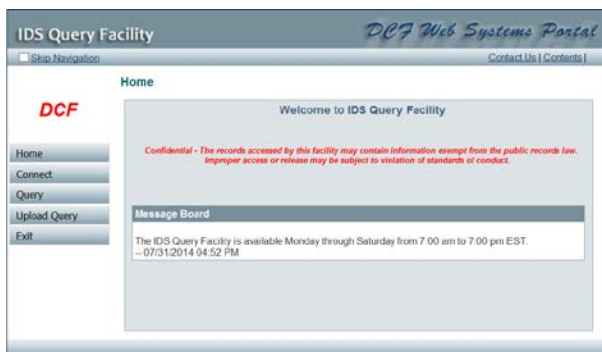 IDS Query Facility
DCF Web Systems Portal
Skip Navigation
Contact Us | Contents |
Home
DCF
Welcome to IDS Query Facility
Confidential - The records accessed by this facility may contain information exempt from the public records law.
Improper access or release may be subject to violation of standards of conduct.
Home
Connect
Query
Upload Query
Exit
Message Board
The IDS Query Facility is available Monday through Saturday from 7:00 am to 7:00 pm EST.
-- 07/31/2014 04:52 PM